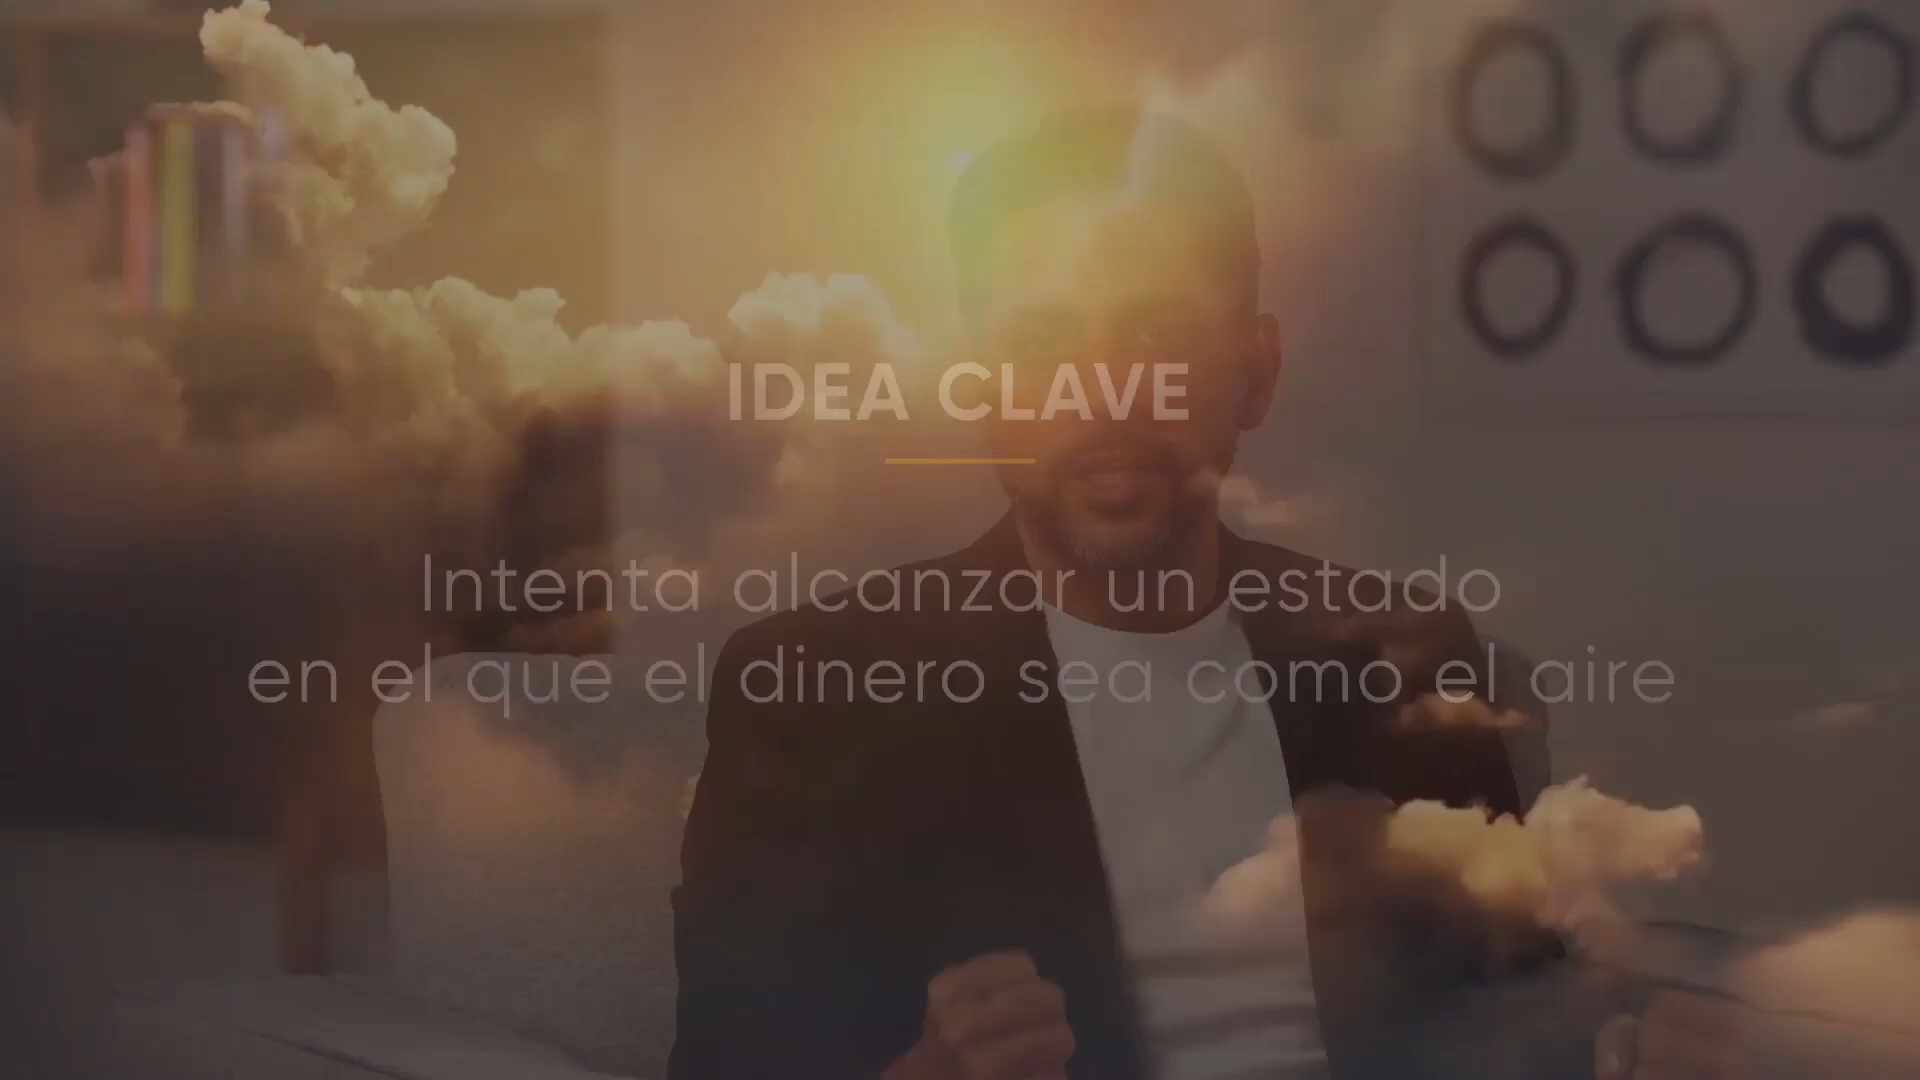 IDEA CLAVE
Intenta alcanzar un estado
en el que el dinero sea como el aire